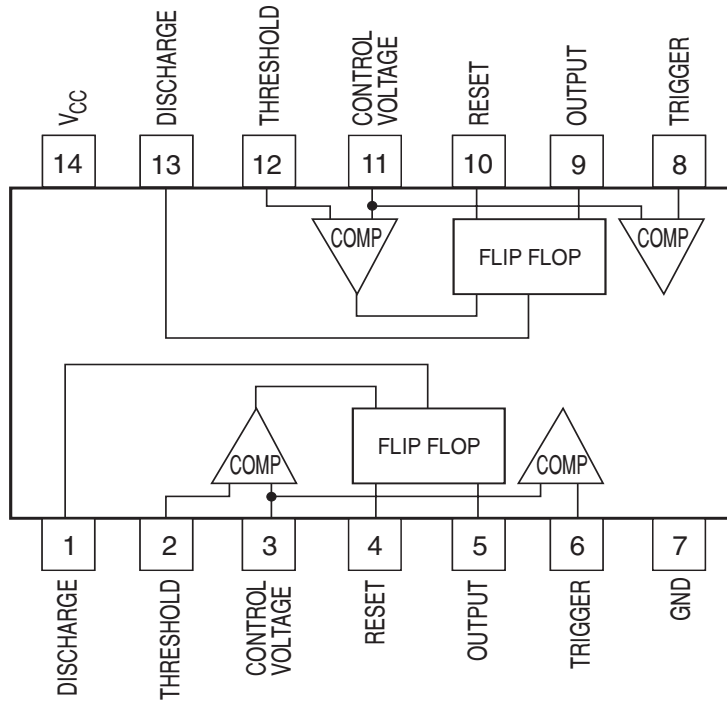 VCC
DISCHARGE
THRESHOLD
CONTROL
VOLTAGE
RESET
OUTPUT
TRIGGER
14
13
12
11
10
9
8
COMP
FLIP FLOP
COMP
COMP
FLIP FLOP
COMP
1
2
3
4
5
6
7
DISCHARGE
THRESHOLD
CONTROL
VOLTAGE
RESET
OUTPUT
TRIGGER
GND